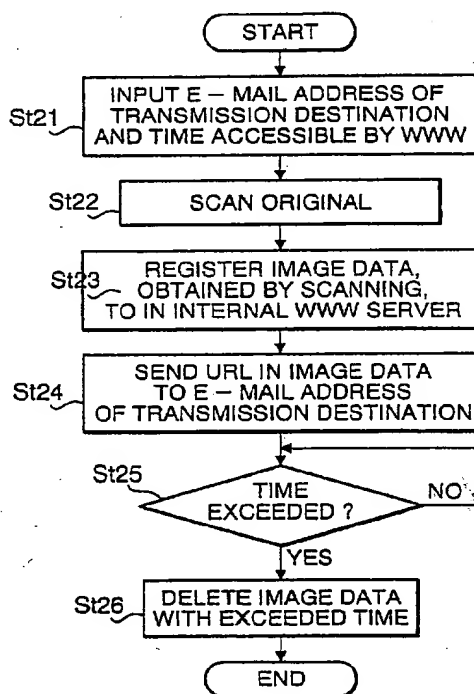 START
St21
INPUT E – MAIL ADDRESS OF
TRANSMISSION DESTINATION
AND TIME ACCESSIBLE BY WWW
St22
SCAN ORIGINAL
St23
REGISTER IMAGE DATA,
OBTAINED BY SCANNING,
TO IN INTERNAL WWW SERVER
St24
SEND URL IN IMAGE DATA
TO E – MAIL ADDRESS
OF TRANSMISSION DESTINATION
St25
TIME
EXCEEDED ?
NO
YES
St26
DELETE IMAGE DATA
WITH EXCEEDED TIME
END